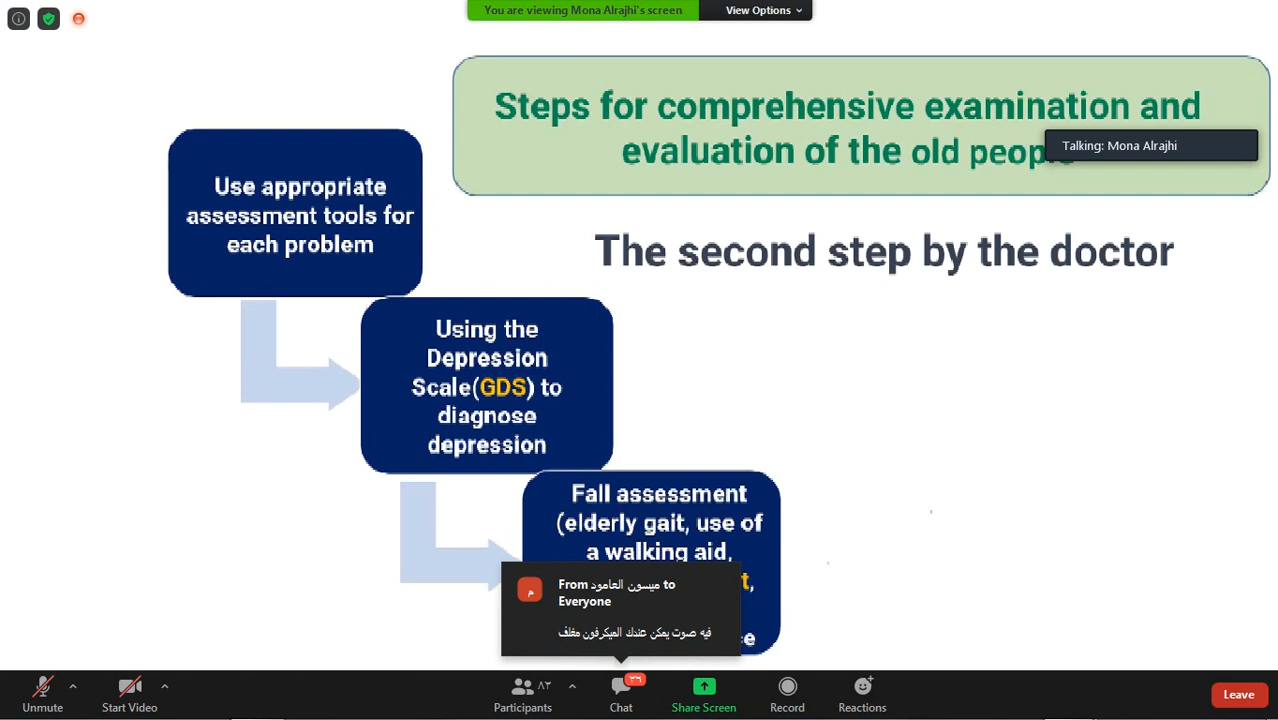 You are viewing Mona Alrajhi's screen
View Options
Steps for comprehensive examination and
evaluation of the old
Talking: Mona Alrajhi
Use appropriate
assessment tools for
each problem
The second step by the doctor
Using the
Depression
Scale(GDS) to
diagnose
depression
Fall assessment
(elderly gait, use of
a walking aid,
From ميسون العامود to
Everyone
م
فيه صوت يمكن عندك الميكرفون مغلف
Unmute
Start Video
Participants
٨٢
Chat
٣٦
Share Screen
Record
Reactions
Leave